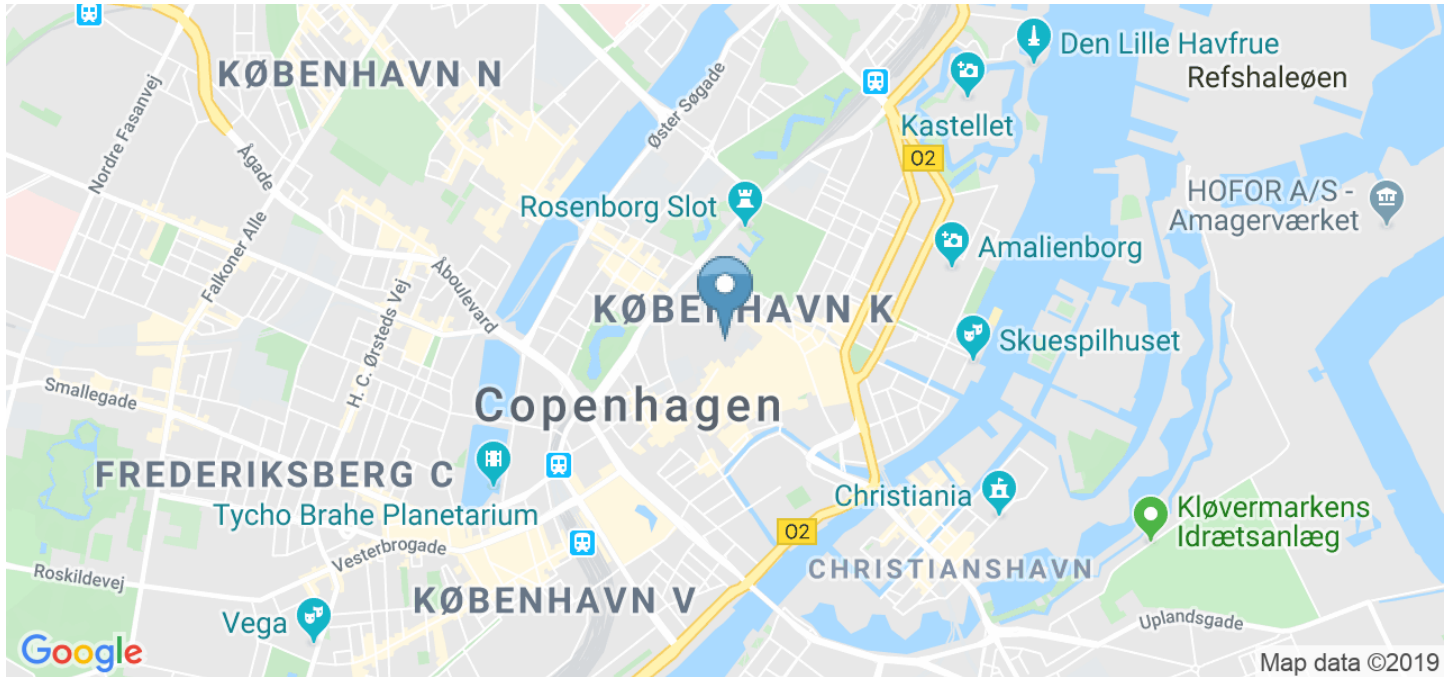 KØBENHAVN N
Nordre Fasanvej
Ågade
Falkoner Alle
Øster Søgade
Den Lille Havfrue
Refshaleøen
Kastellet
O2
Rosenborg Slot
HOFOR A/S -
Amagerværket
Amalienborg
Åboulevard
H. C. Ørsteds Vej
KØBENHAVN K
Skuespilhuset
Smallegade
Copenhagen
FREDERIKSBERG C
Tycho Brahe Planetarium
Christiania
Kløvermarkens
Idrætsanlæg
O2
Vesterbrogade
Roskildevej
CHRISTIANSHAVN
KØBENHAVN V
Vega
Uplandsgade
Google
Map data ©2019